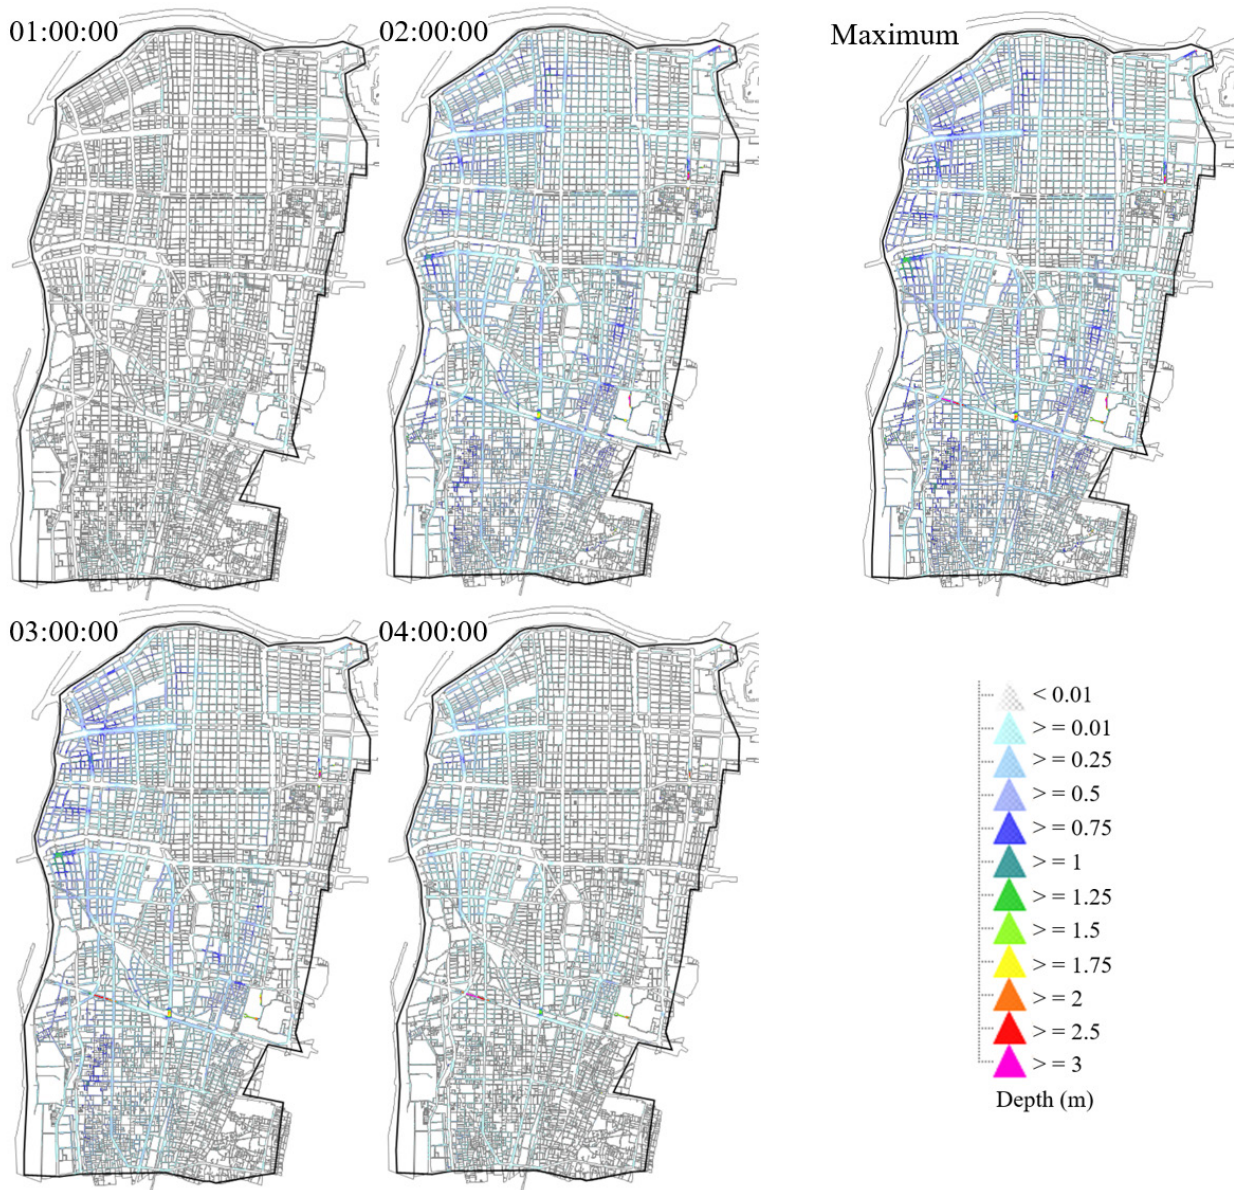 01:00:00
02:00:00
Maximum
03:00:00
04:00:00
< 0.01
> = 0.01
> = 0.25
> = 0.5
> = 0.75
> = 1
> = 1.25
> = 1.5
> = 1.75
> = 2
> = 2.5
> = 3
Depth (m)